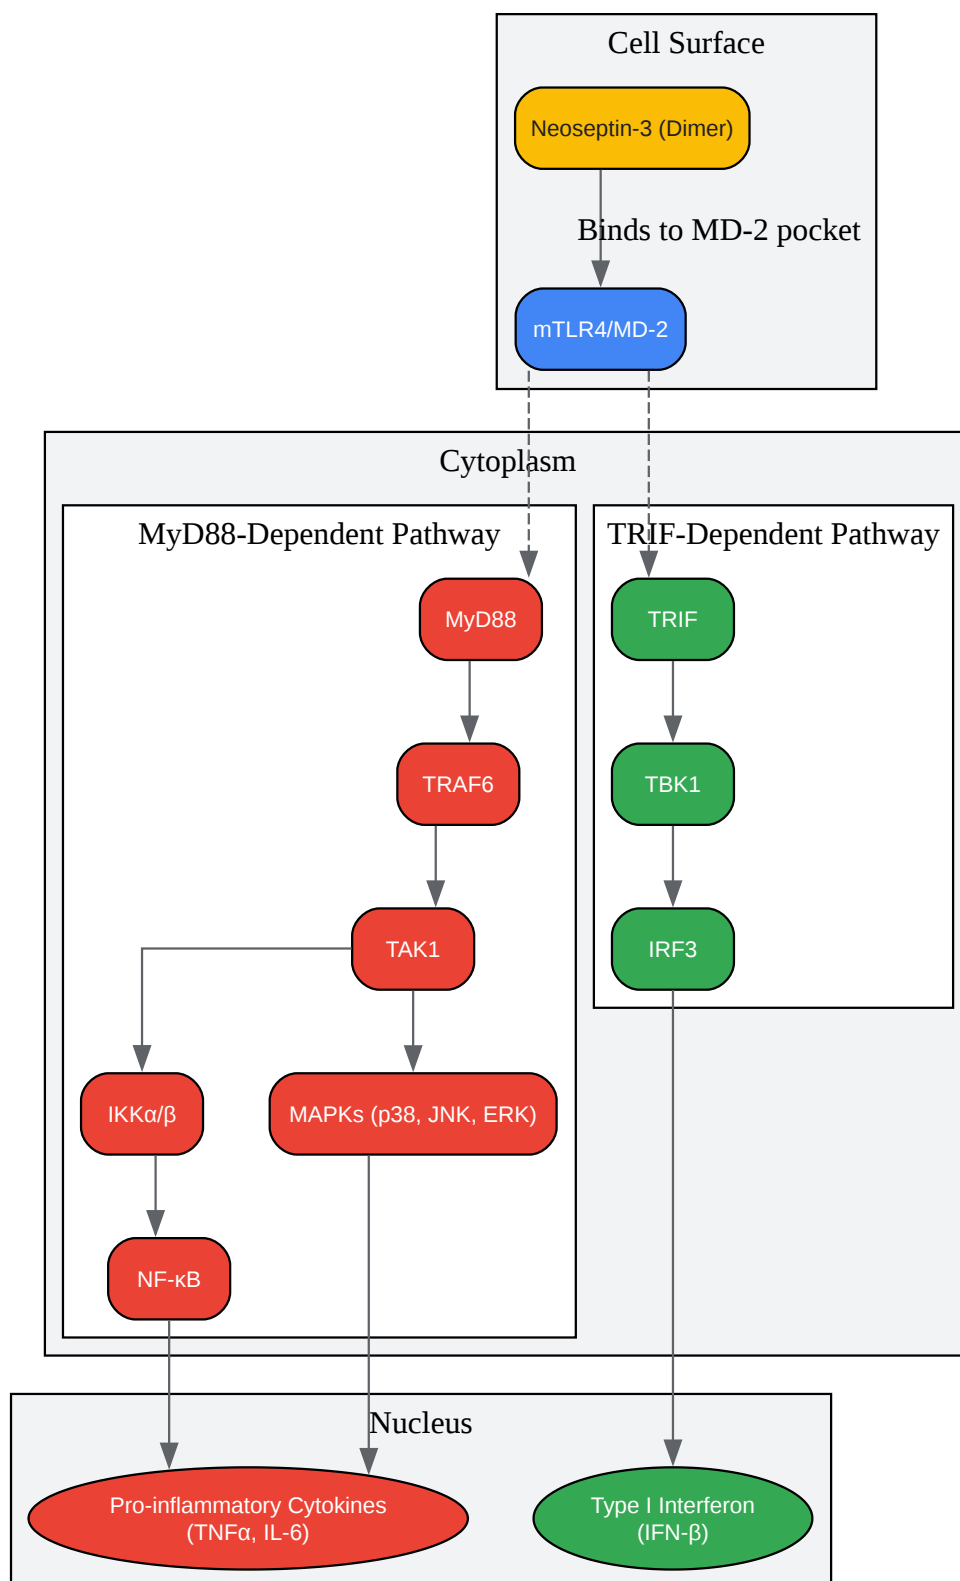 Cell Surface
Neoseptin-3 (Dimer)
Binds to MD-2 pocket
mTLR4/MD-2
Cytoplasm
MyD88-Dependent Pathway
TRIF-Dependent Pathway
MyD88
TRIF
TRAF6
TBK1
TAK1
IRF3
IKKα/β
MAPKs (p38, JNK, ERK)
NF-κB
Nucleus
Pro-inflammatory Cytokines
(TNFα, IL-6)
Type I Interferon
(IFN-β)